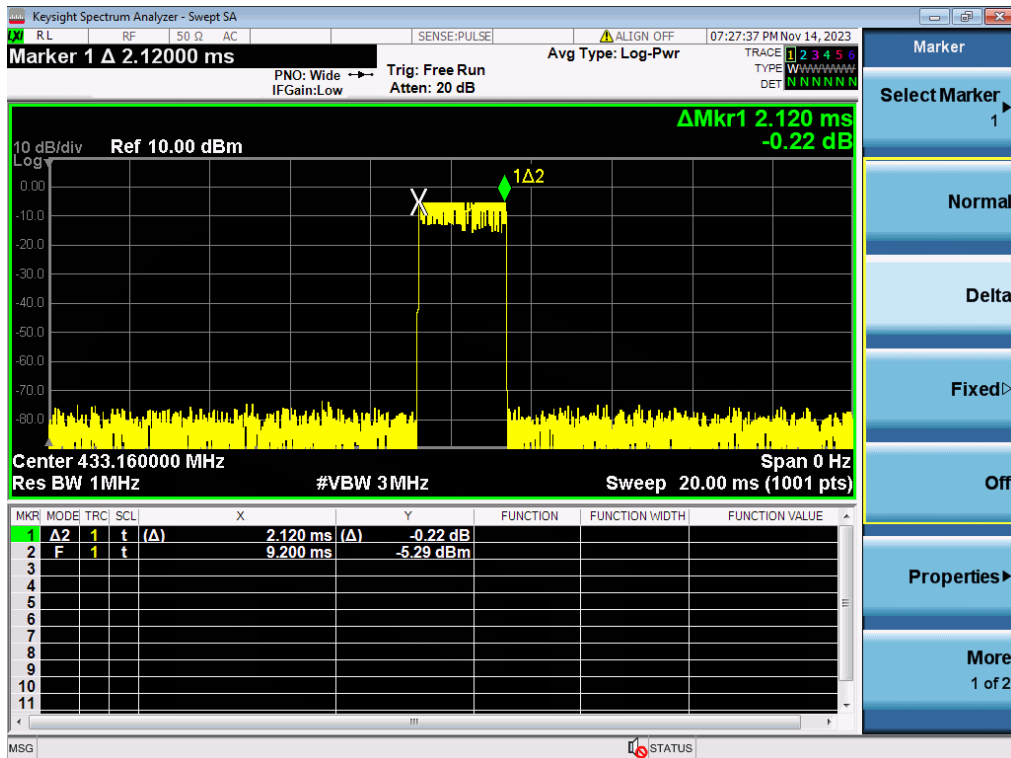 Keysight Spectrum Analyzer - Swept SA
LXI RL RF 50 Ω AC SENSE:PULSE ALIGN OFF 07:27:37 PM Nov 14, 2023
Marker 1 Δ 2.12000 ms
PNO: Wide
IFGain:Low
Trig: Free Run
Atten: 20 dB
Avg Type: Log-Pwr
TRACE 1 2 3 4 5 6
TYPE WWWWWW
DET N N N N N N
ΔMkr1 2.120 ms
-0.22 dB
10 dB/div Ref 10.00 dBm
Log
1Δ2
0.00
-10.0
-20.0
-30.0
-40.0
-50.0
-60.0
-70.0
-80.0
Center 433.160000 MHz Span 0 Hz
Res BW 1MHz #VBW 3MHz Sweep 20.00 ms (1001 pts)
MKR MODE TRC SCL X Y FUNCTION FUNCTION WIDTH FUNCTION VALUE
1 Δ2 1 t (Δ) 2.120 ms (Δ) -0.22 dB
2 F 1 t 9.200 ms -5.29 dBm
3
4
5
6
7
8
9
10
11
MSG STATUS
Marker
Select Marker
1
Normal
Delta
Fixed
Off
Properties
More
1 of 2